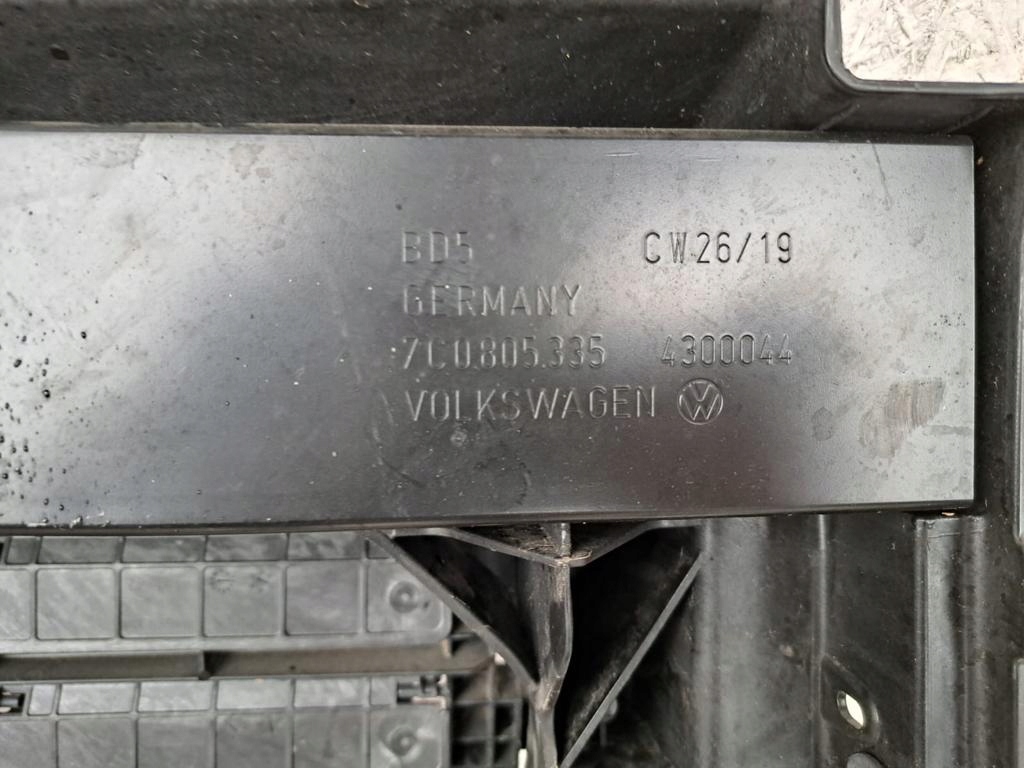 BD5 CW26/19
GERMANY
7C0.805.335 4300044
VOLKSWAGEN